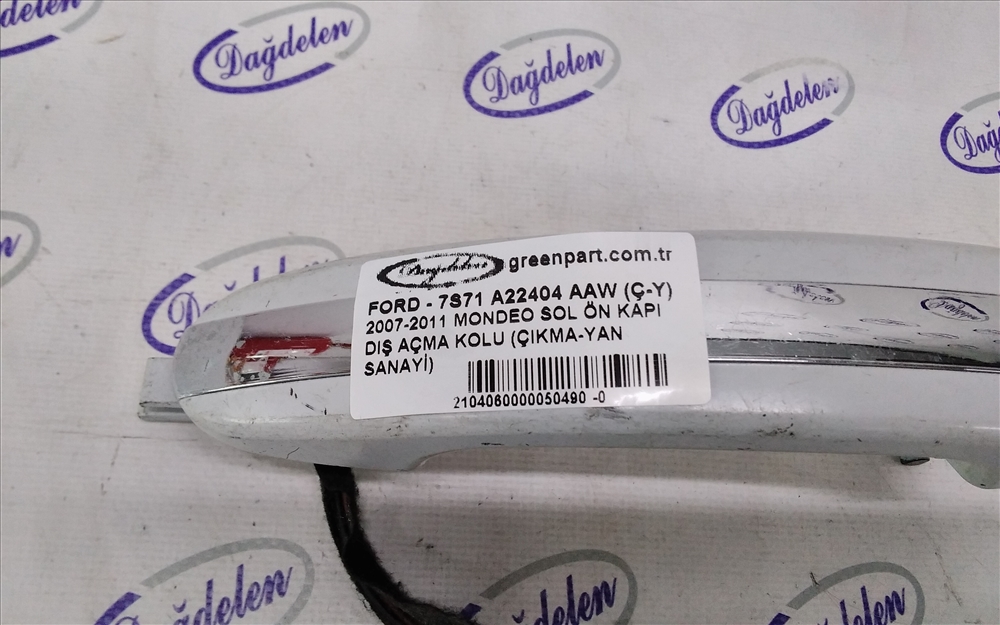 Dağdelen
Dağdelen
Dağdelen
Dağdelen greenpart.com.tr
FORD - 7S71 A22404 AAW (Ç-Y)
2007-2011 MONDEO SOL ÖN KAPI
DIŞ AÇMA KOLU (ÇIKMA-YAN
SANAYİ)
2104060000050490 -0
Dağdelen
Dağdelen
Dağdelen